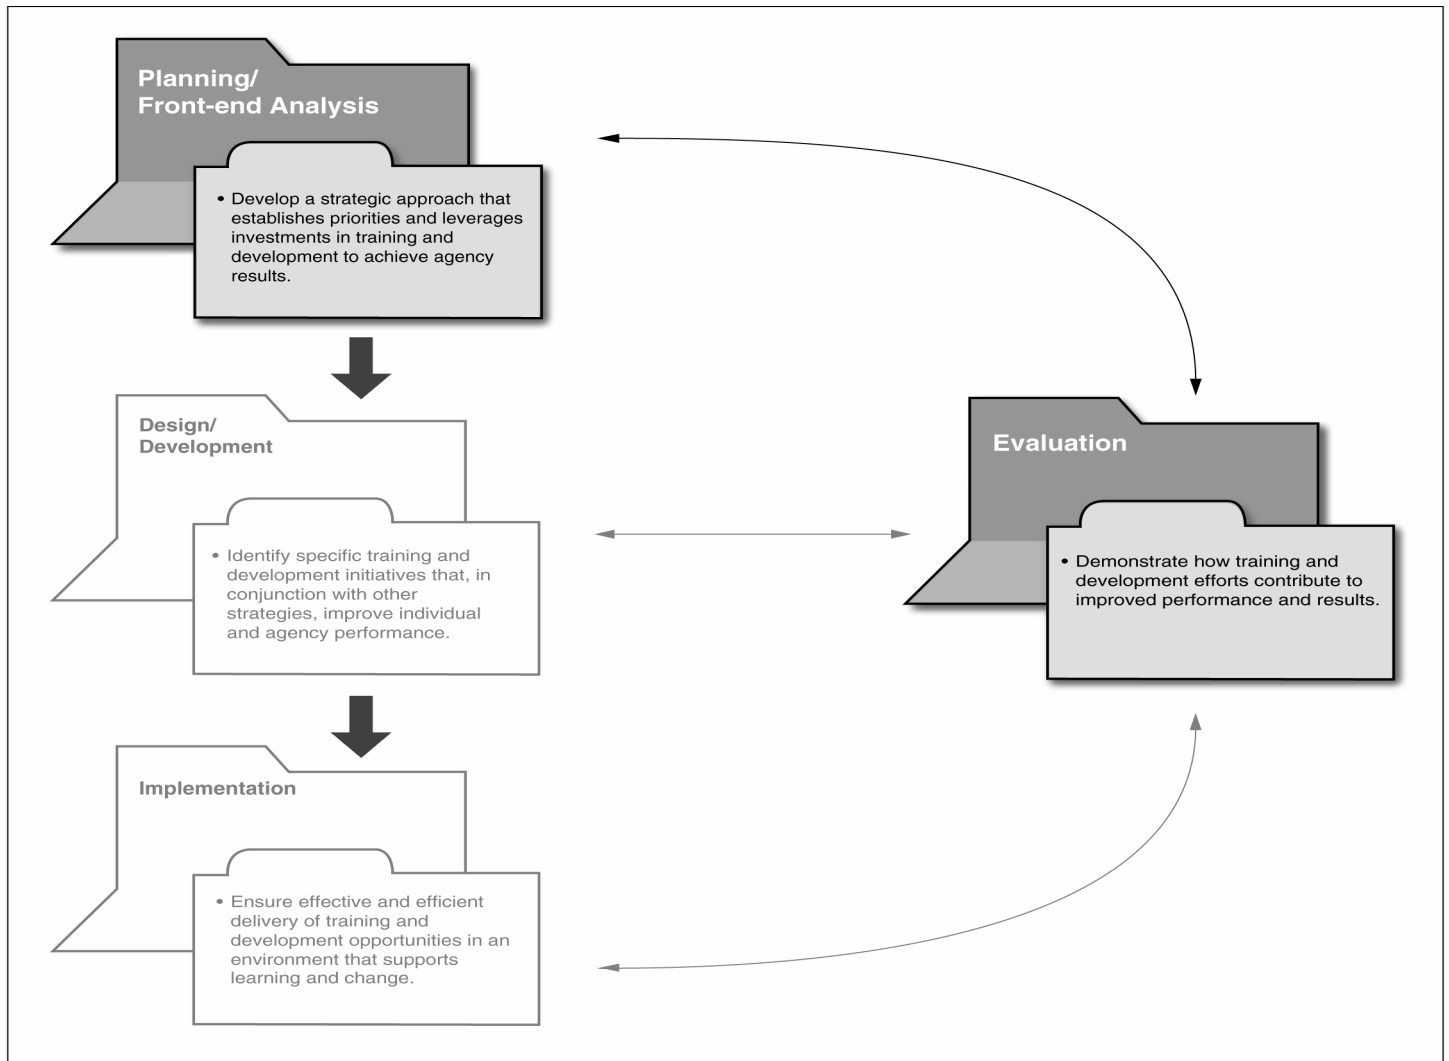 Planning/
Front-end Analysis
• Develop a strategic approach that
establishes priorities and leverages
investments in training and
development to achieve agency
results.
Design/
Development
• Identify specific training and
development initiatives that, in
conjunction with other
strategies, improve individual
and agency performance.
Implementation
• Ensure effective and efficient
delivery of training and
development opportunities in an
environment that supports
learning and change.
Evaluation
• Demonstrate how training and
development efforts contribute to
improved performance and results.